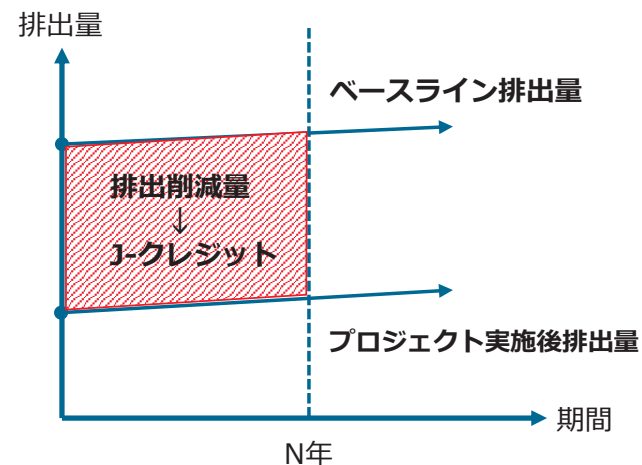 排出量
ベースライン排出量
排出削減量
↓
J-クレジット
プロジェクト実施後排出量
期間
N年